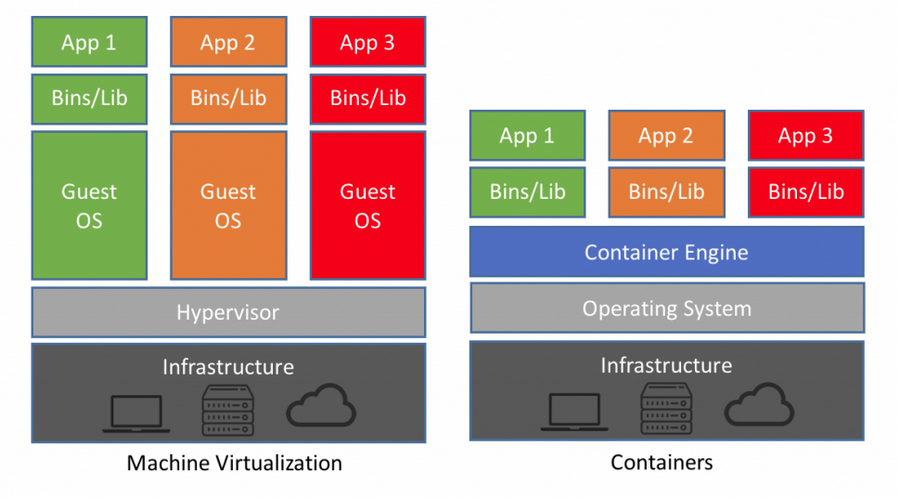 App 1
App 2
App 3
Bins/Lib
Bins/Lib
Bins/Lib
Guest
OS
Guest
OS
Guest
OS
Hypervisor
Infrastructure
Machine Virtualization
App 1
App 2
App 3
Bins/Lib
Bins/Lib
Bins/Lib
Container Engine
Operating System
Infrastructure
Containers